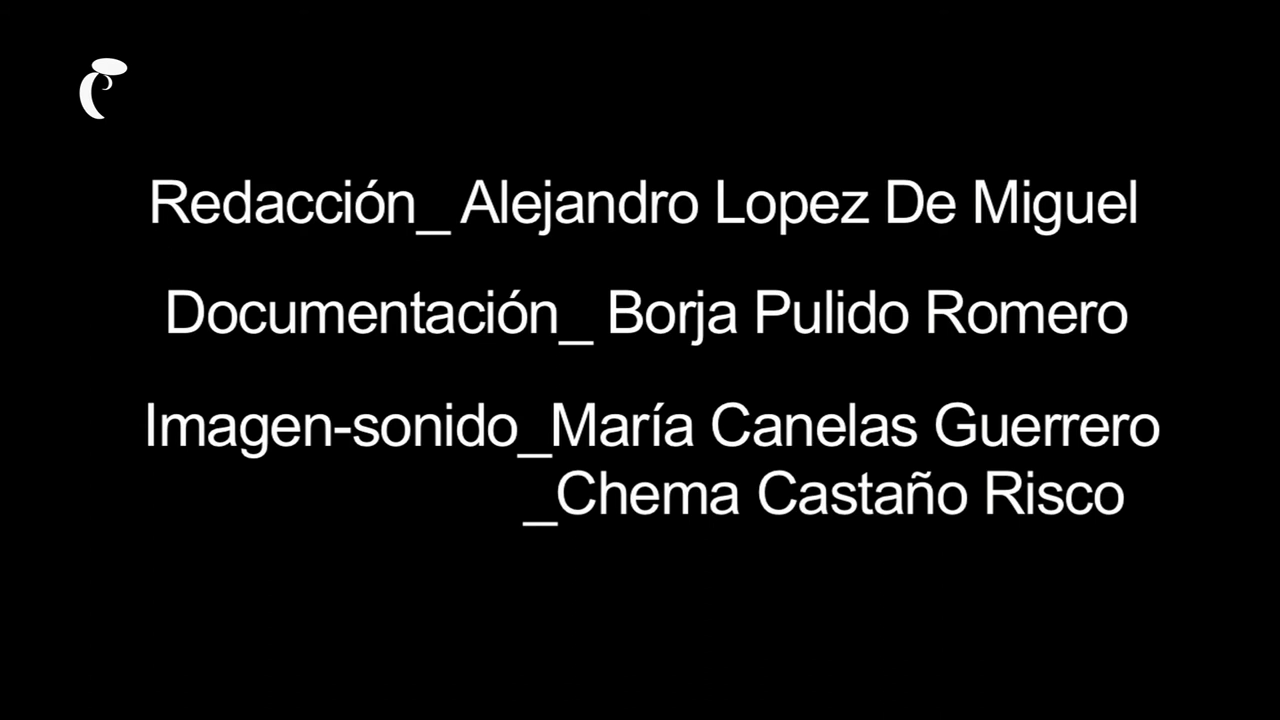 Redacción_ Alejandro Lopez De Miguel
Documentación_ Borja Pulido Romero
Imagen-sonido_María Canelas Guerrero
_Chema Castaño Risco